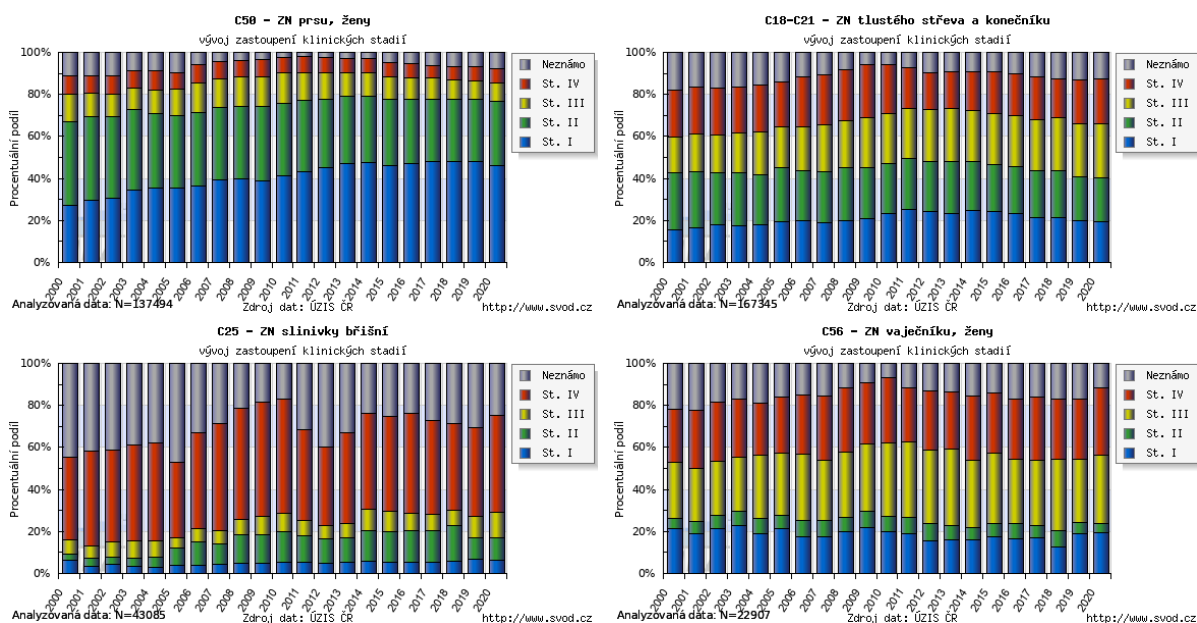 C50 - ZN prsu, ženy
vývoj zastoupení klinických stadií
Procentuální podíl
100%
80%
60%
40%
20%
0%
Neznámo
St. IV
St. III
St. II
St. I
2000
2001
2002
2003
2004
2005
2006
2007
2008
2009
2010
2011
2012
2013
2014
2015
2016
2017
2018
2019
2020
Analyzovaná data: N=137494
Zdroj dat: ÚZIS ČR
http://www.svod.cz
C18-C21 - ZN tlustého střeva a konečníku
vývoj zastoupení klinických stadií
Procentuální podíl
100%
80%
60%
40%
20%
0%
Neznámo
St. IV
St. III
St. II
St. I
2000
2001
2002
2003
2004
2005
2006
2007
2008
2009
2010
2011
2012
2013
2014
2015
2016
2017
2018
2019
2020
Analyzovaná data: N=167345
Zdroj dat: ÚZIS ČR
http://www.svod.cz
C25 - ZN slinivky břišní
vývoj zastoupení klinických stadií
Procentuální podíl
100%
80%
60%
40%
20%
0%
Neznámo
St. IV
St. III
St. II
St. I
2000
2001
2002
2003
2004
2005
2006
2007
2008
2009
2010
2011
2012
2013
2014
2015
2016
2017
2018
2019
2020
Analyzovaná data: N=43085
Zdroj dat: ÚZIS ČR
http://www.svod.cz
C56 - ZN vaječníku, ženy
vývoj zastoupení klinických stadií
Procentuální podíl
100%
80%
60%
40%
20%
0%
Neznámo
St. IV
St. III
St. II
St. I
2000
2001
2002
2003
2004
2005
2006
2007
2008
2009
2010
2011
2012
2013
2014
2015
2016
2017
2018
2019
2020
Analyzovaná data: N=22907
Zdroj dat: ÚZIS ČR
http://www.svod.cz